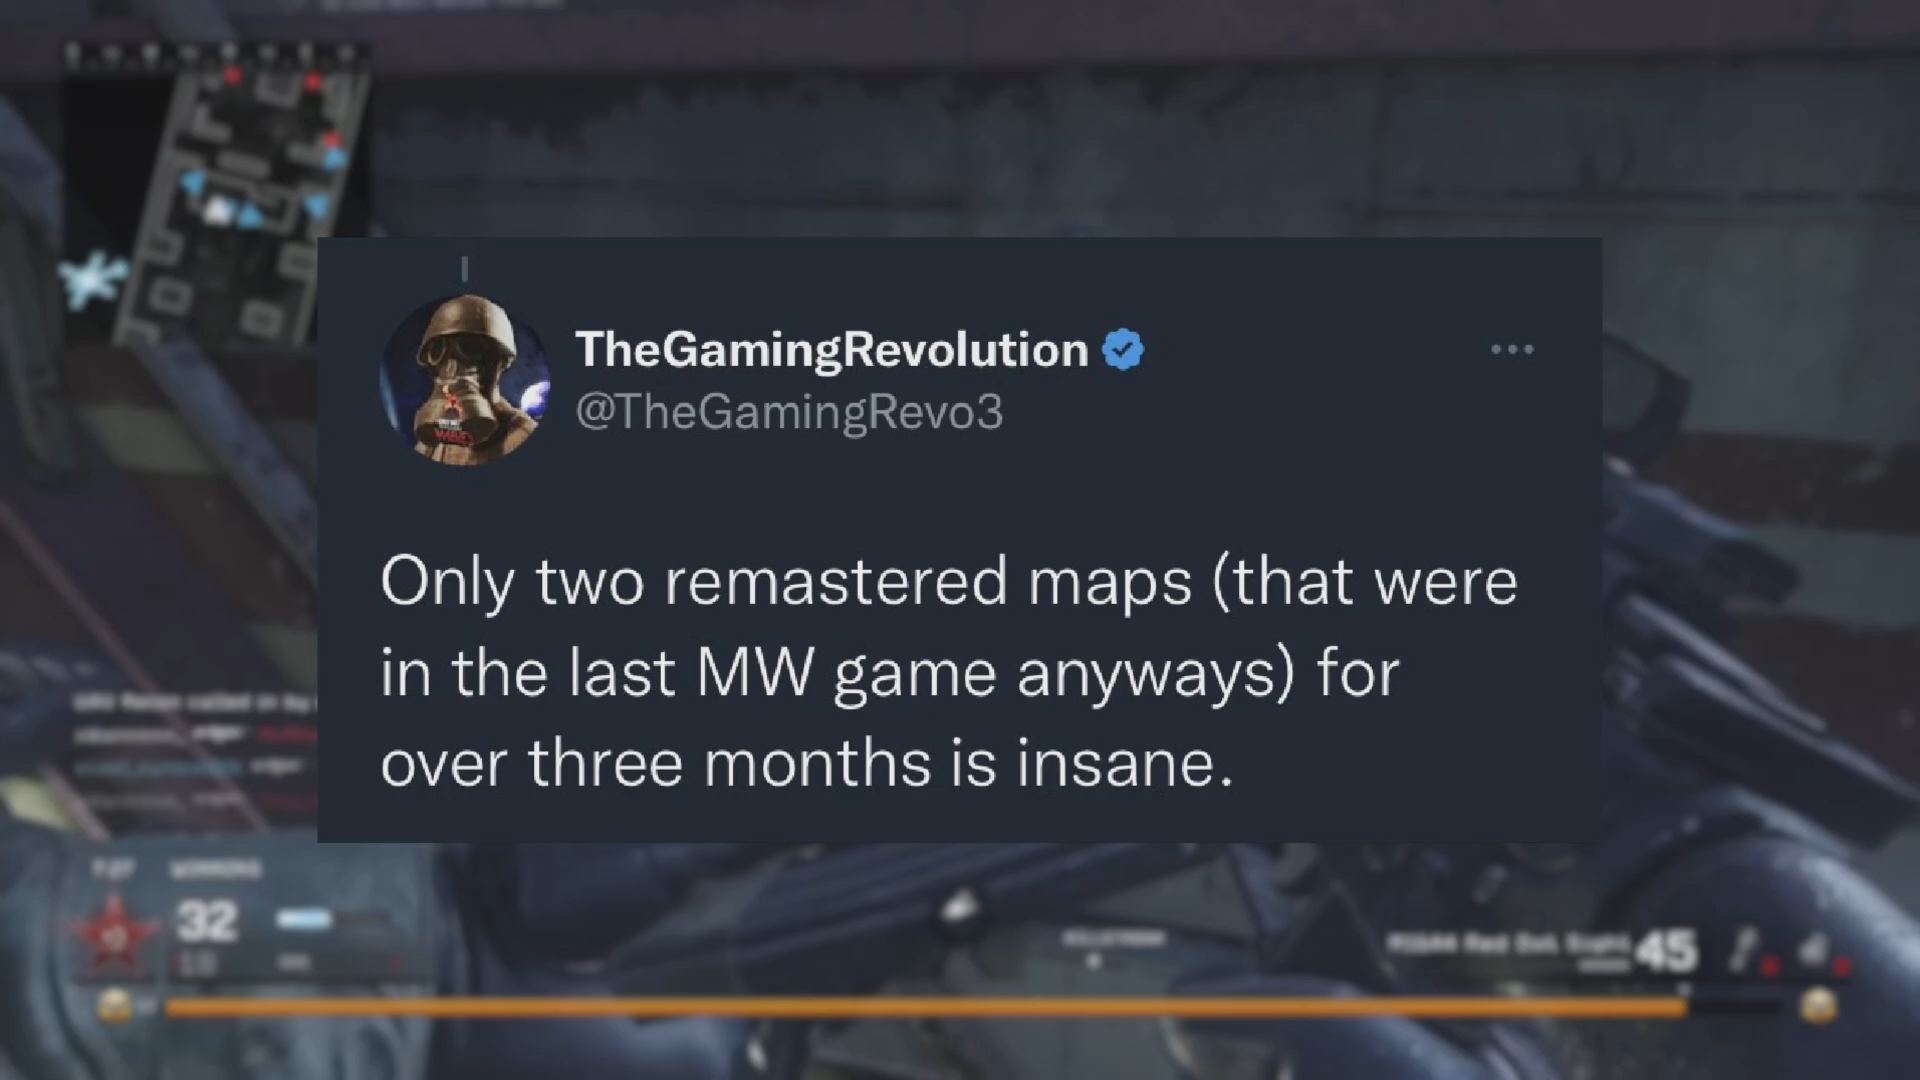 TheGamingRevolution
@TheGamingRevo3
Only two remastered maps (that were
in the last MW game anyways) for
over three months is insane.
WINNING
32
45